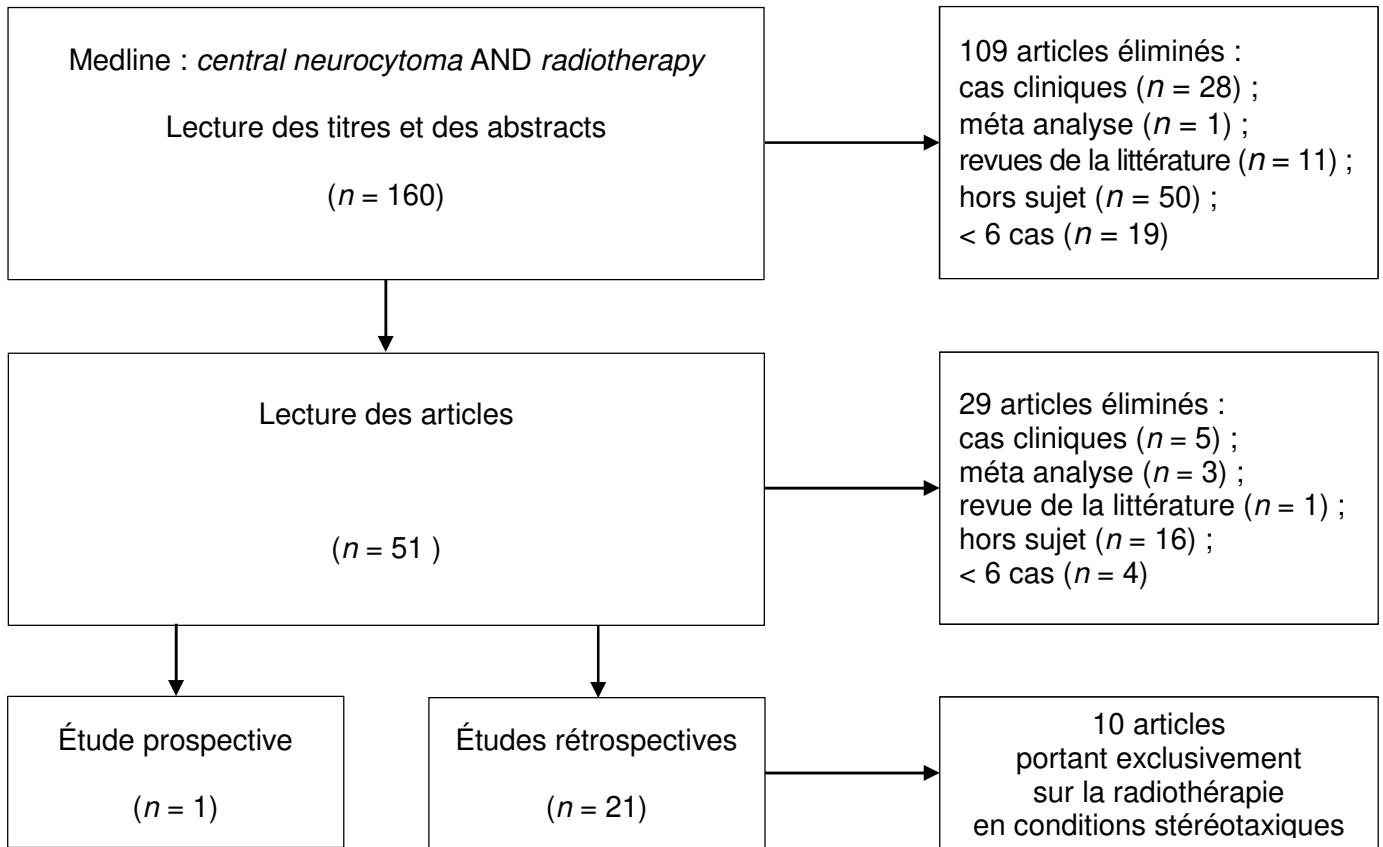 Medline : central neurocytoma AND radiotherapy
Lecture des titres et des abstracts
(n = 160)
109 articles éliminés :
cas cliniques (n = 28) ;
méta analyse (n = 1) ;
revues de la littérature (n = 11) ;
hors sujet (n = 50) ;
< 6 cas (n = 19)
Lecture des articles
(n = 51 )
29 articles éliminés :
cas cliniques (n = 5) ;
méta analyse (n = 3) ;
revue de la littérature (n = 1) ;
hors sujet (n = 16) ;
< 6 cas (n = 4)
Étude prospective
(n = 1)
Études rétrospectives
(n = 21)
10 articles
portant exclusivement
sur la radiothérapie
en conditions stéréotaxiques